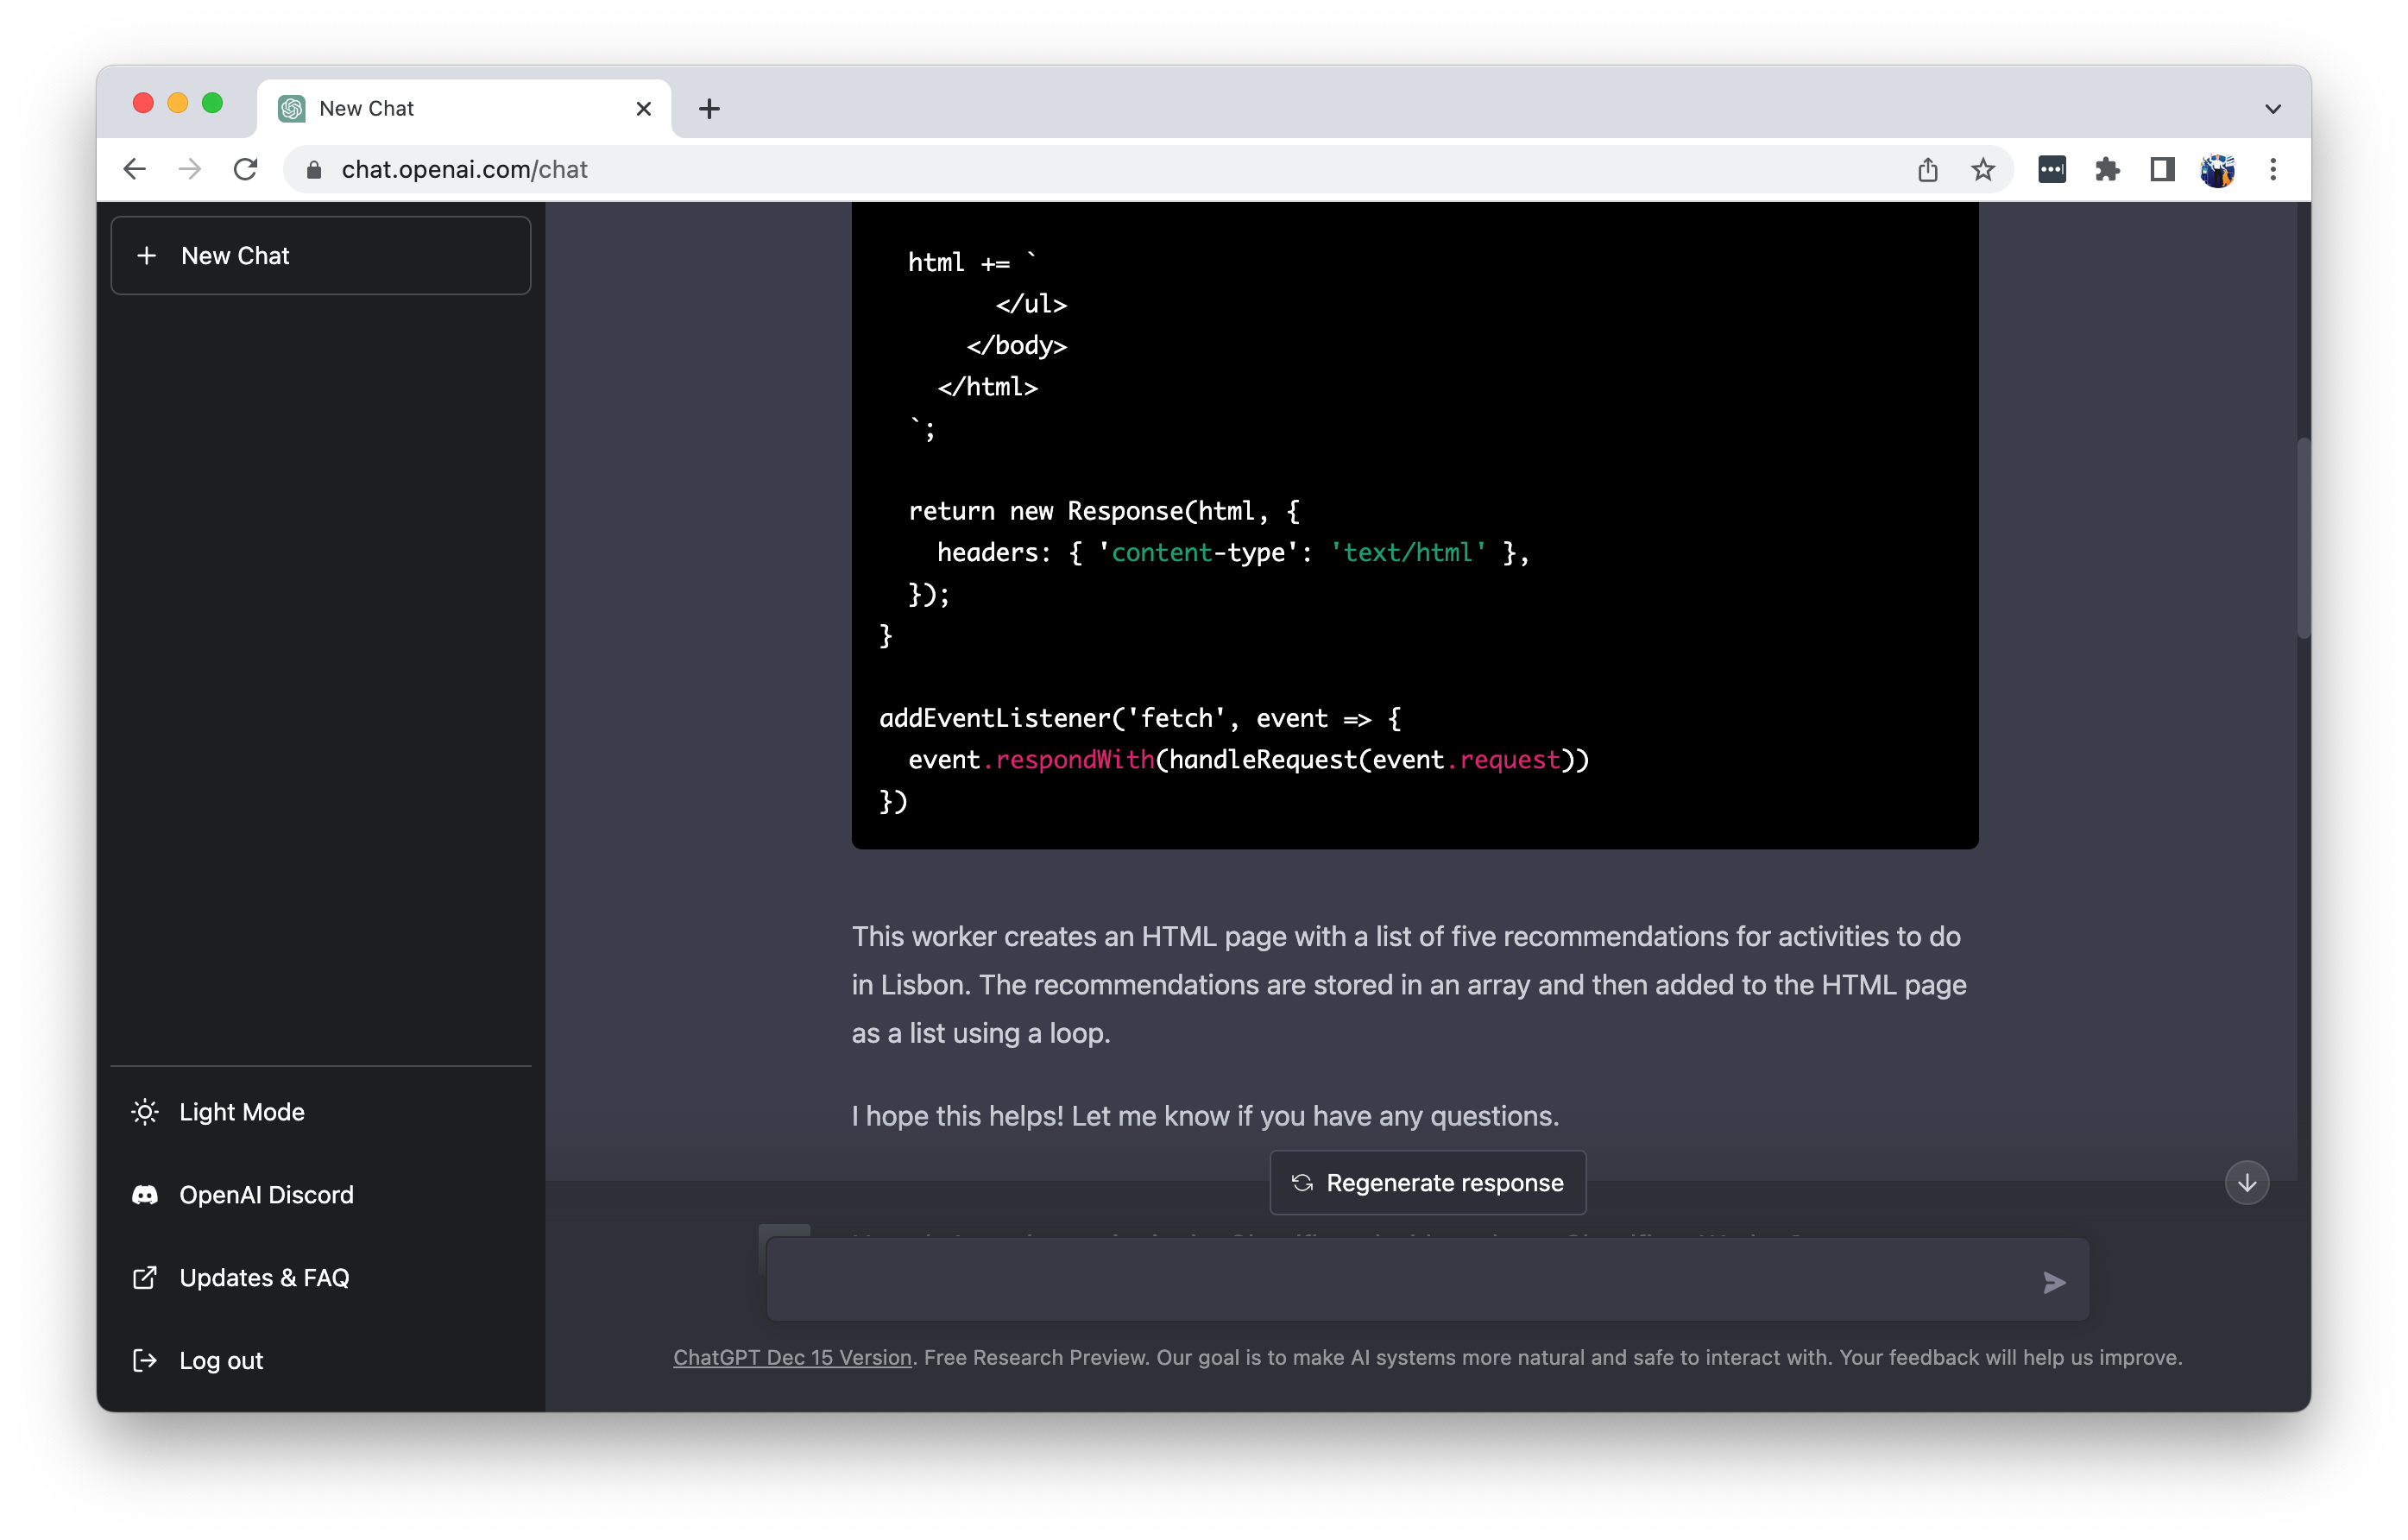 New Chat
chat.openai.com/chat
+ New Chat
html += `
</ul>
</body>
</html>
`;
return new Response(html, {
headers: { 'content-type': 'text/html' },
});
}
addEventListener('fetch', event => {
event.respondWith(handleRequest(event.request))
})
This worker creates an HTML page with a list of five recommendations for activities to do
in Lisbon. The recommendations are stored in an array and then added to the HTML page
as a list using a loop.
I hope this helps! Let me know if you have any questions.
Regenerate response
Light Mode
OpenAI Discord
Updates & FAQ
Log out
ChatGPT Dec 15 Version. Free Research Preview. Our goal is to make AI systems more natural and safe to interact with. Your feedback will help us improve.